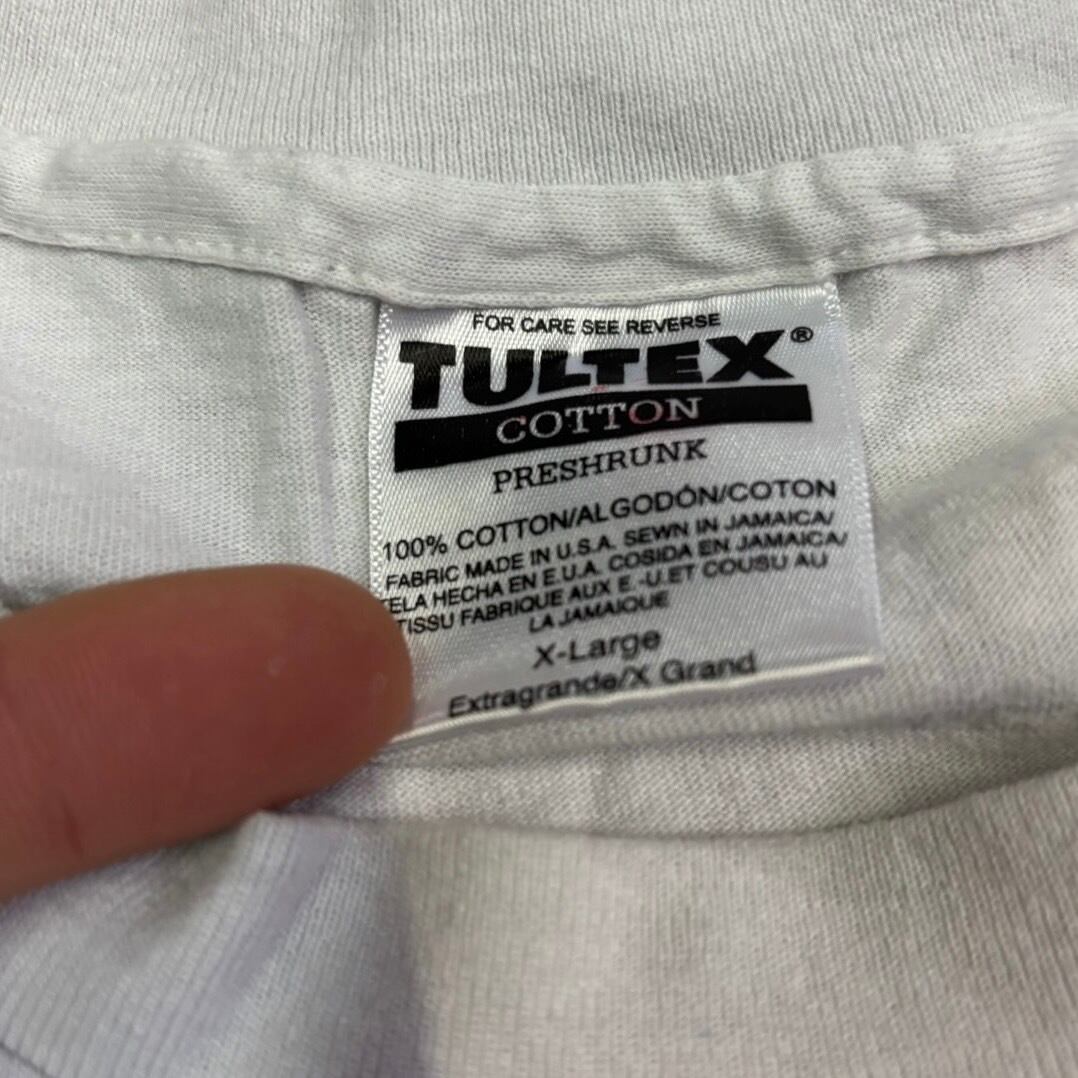 FOR CARE SEE REVERSE
TULTEX®
COTTON
PRESHRUNK
100% COTTON/ALGODÓN/COTON
FABRIC MADE IN U.S.A. SEWN IN JAMAICA/
ELA HECHA EN E.U.A. COSIDA EN JAMAICA/
TISSU FABRIQUE AUX E.-U.ET COUSU AU
LA JAMAIQUE
X-Large
Extragrande/X Grand